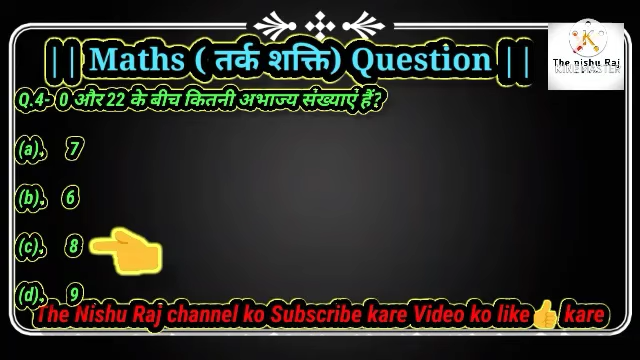 || Maths ( तर्क शक्ति) Question ||
The nishu Raj
KINEMASTER
Q.4- 0 और 22 के बीच कितनी अभाज्य संख्याएं हैं?
(a). 7
(b). 6
(c). 8
(d). 9
The Nishu Raj channel ko Subscribe kare Video ko like👍 kare